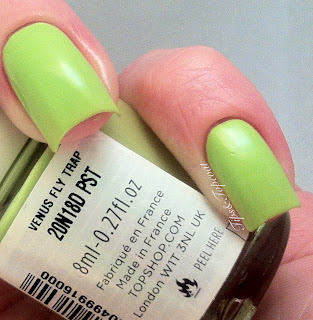 VENUS FLY TRAP
20N18D PST
8ml-0.27fl.oz
Fabriqué en France
Made in France
TOPSHOP.COM
London W1T 3NL UK
PEEL HERE
0499916000